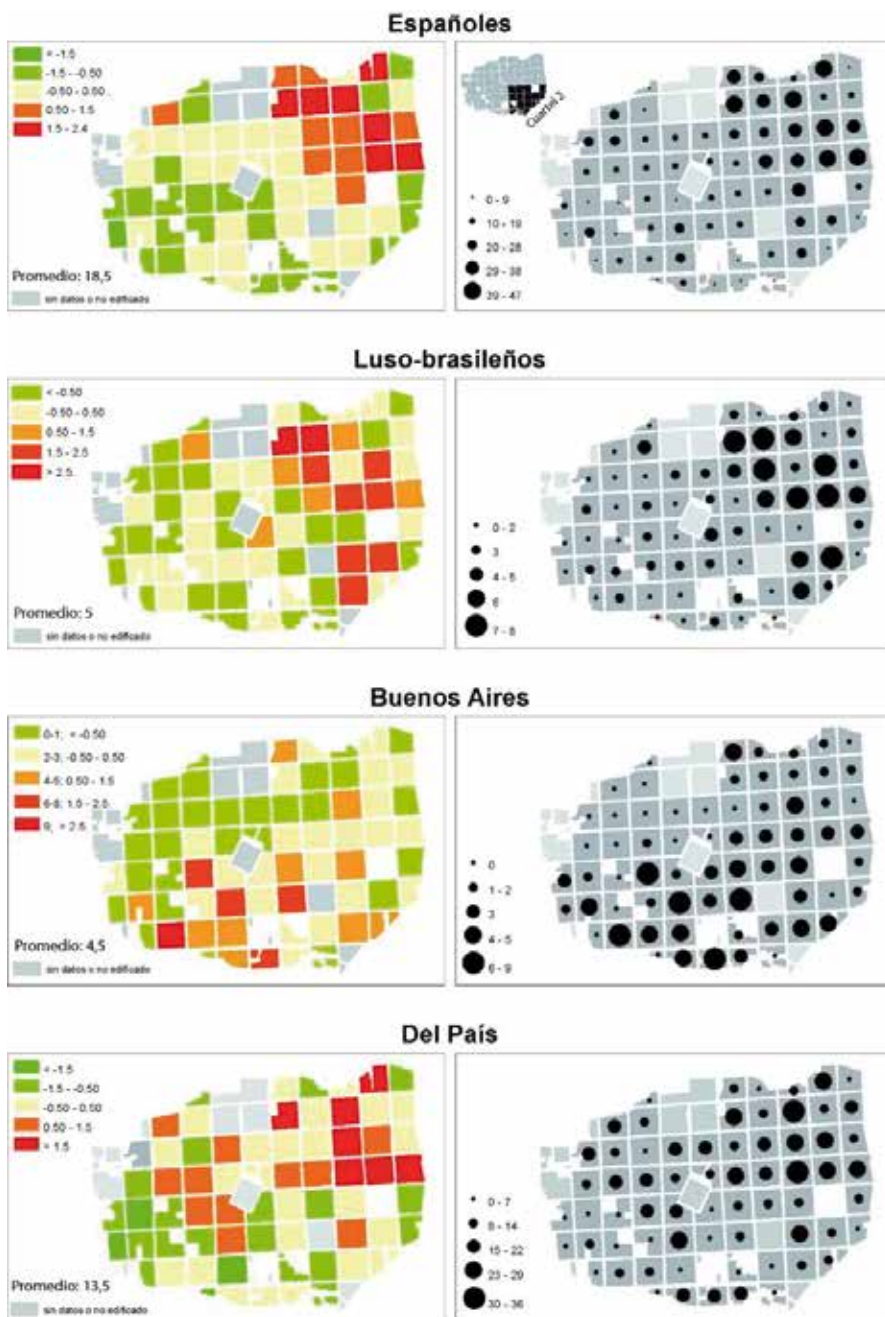 Españoles
< -1.5
-1.5 - -0.50
-0.50 - 0.50
0.50 - 1.5
1.5 - 2.4
Promedio: 18,5
sin datos o no edificado
Cuartel 2
0 - 9
10 - 19
20 - 28
29 - 38
39 - 47
Luso-brasileños
< -0.50
-0.50 - 0.50
0.50 - 1.5
1.5 - 2.5
> 2.5
Promedio: 5
sin datos o no edificado
0 - 2
3
4 - 5
6
7 - 8
Buenos Aires
0-1; < -0.50
2-3; -0.50 - 0.50
4-5; 0.50 - 1.5
6-8; 1.5 - 2.5
9; > 2.5
Promedio: 4,5
sin datos o no edificado
0
1 - 2
3
4 - 5
6 - 9
Del País
< -1.5
-1.5 - -0.50
-0.50 - 0.50
0.50 - 1.5
> 1.5
Promedio: 13,5
sin datos o no edificado
0 - 7
8 - 14
15 - 22
23 - 29
30 - 36